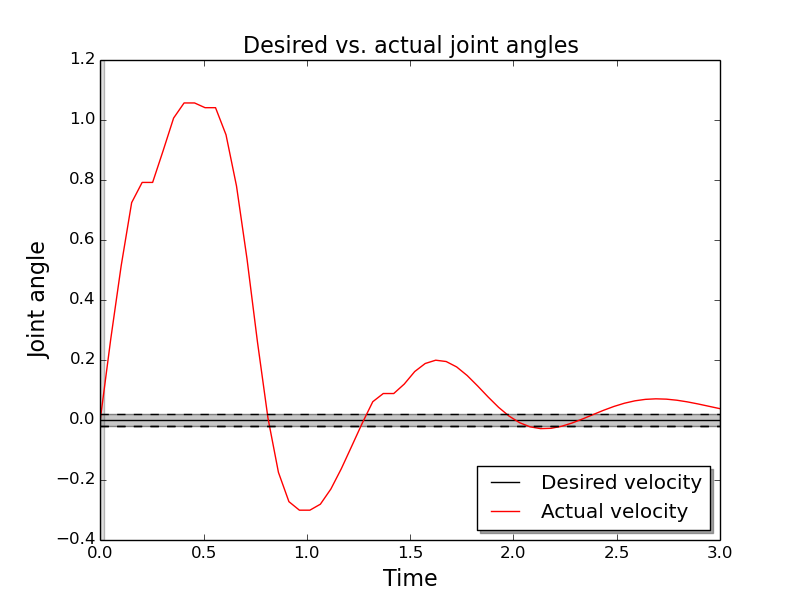 Desired vs. actual joint angles
1.2
1.0
0.8
0.6
0.4
0.2
0.0
−0.2
−0.4
Joint angle
Desired velocity
Actual velocity
0.0 0.5 1.0 1.5 2.0 2.5 3.0
Time